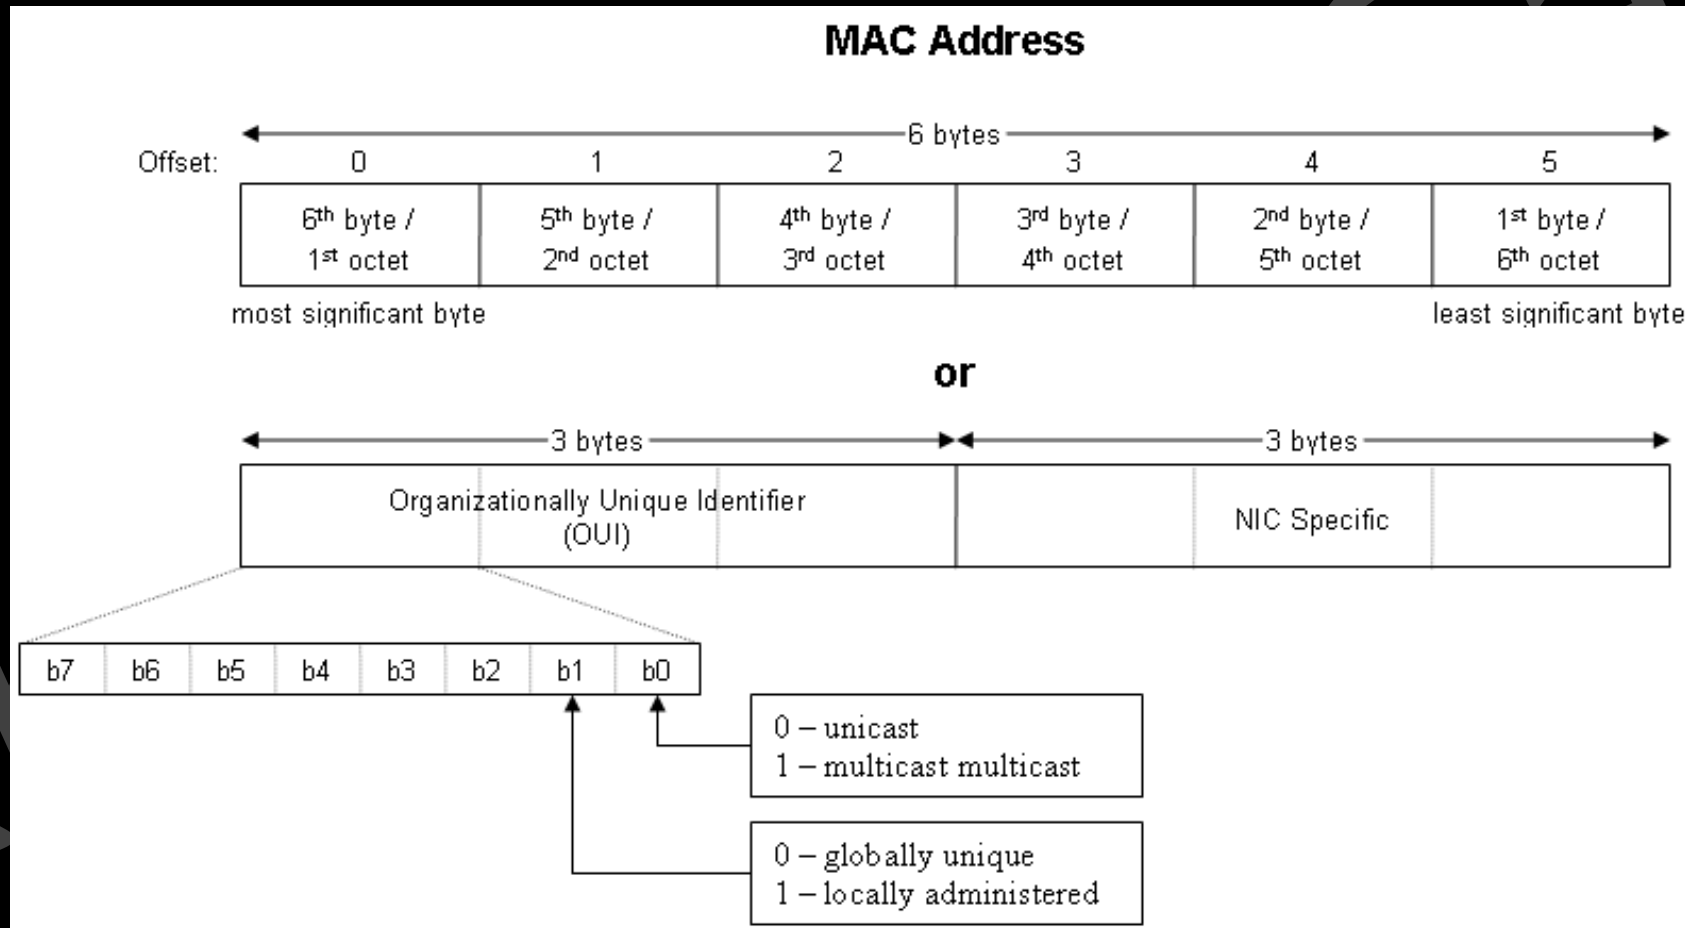 MAC Address
6 bytes
Offset: 0 1 2 3 4 5
6th byte / 5th byte / 4th byte / 3rd byte / 2nd byte / 1st byte /
1st octet 2nd octet 3rd octet 4th octet 5th octet 6th octet
most significant byte least significant byte
or
3 bytes 3 bytes
Organizationally Unique Identifier
(OUI)
NIC Specific
b7 b6 b5 b4 b3 b2 b1 b0
0 – unicast
1 – multicast multicast
0 – globally unique
1 – locally administered